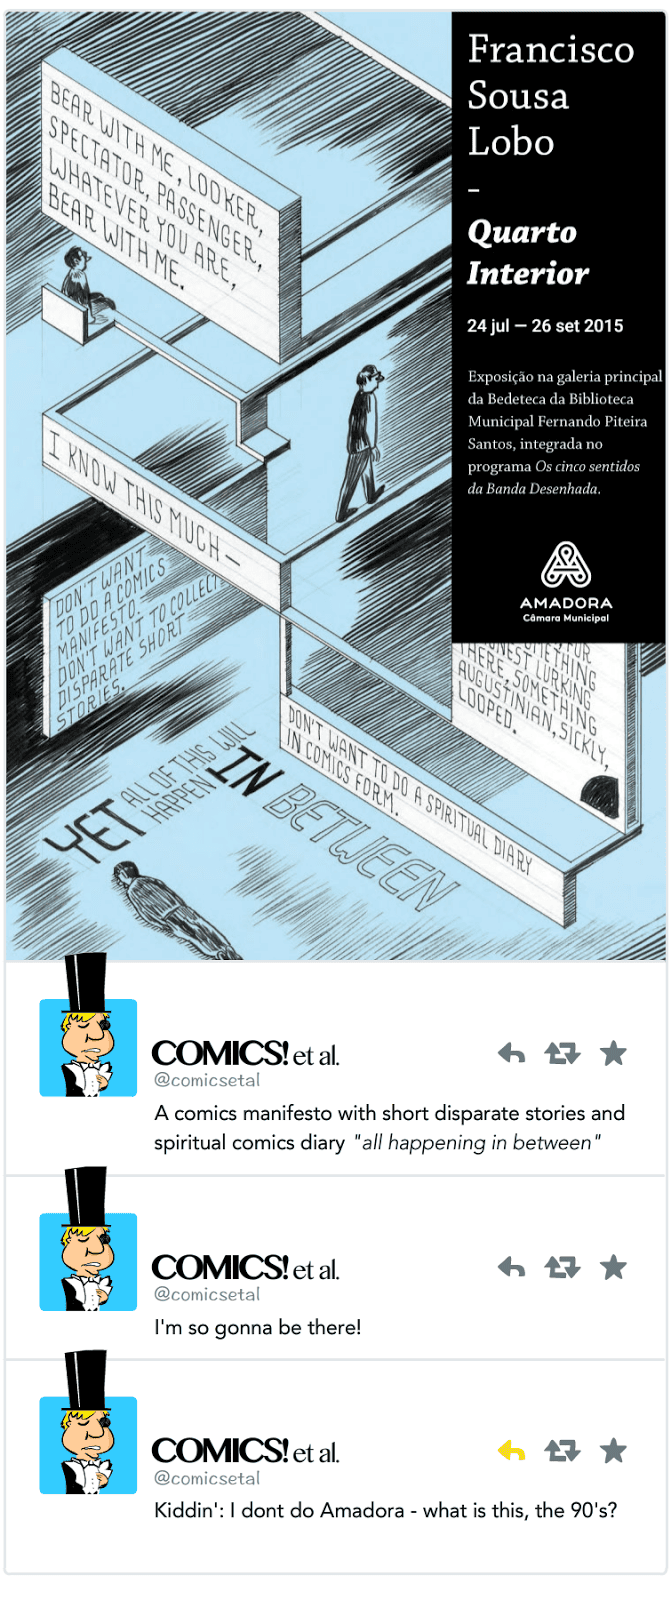 Francisco
Sousa
Lobo
–
Quarto
Interior
24 jul — 26 set 2015
Exposição na galeria principal
da Bedeteca da Biblioteca
Municipal Fernando Piteira
Santos, integrada no
programa Os cinco sentidos
da Banda Desenhada.
AMADORA
Câmara Municipal
BEAR WITH ME, LOOKER,
SPECTATOR, PASSENGER,
WHATEVER YOU ARE,
BEAR WITH ME.
I KNOW THIS MUCH —
DON'T WANT
TO DO A COMICS
MANIFESTO.
DON'T WANT TO COLLECT
DISPARATE SHORT
STORIES.
THERE, SOMETHING
AUGUSTINIAN, SICKLY,
LOOPED.
DON'T WANT TO DO A SPIRITUAL DIARY
IN COMICS FORM.
YET ALL OF THIS WILL
HAPPEN IN BETWEEN
COMICS! et al.
@comicsetal
A comics manifesto with short disparate stories and
spiritual comics diary "all happening in between"
COMICS! et al.
@comicsetal
I'm so gonna be there!
COMICS! et al.
@comicsetal
Kiddin': I dont do Amadora - what is this, the 90's?